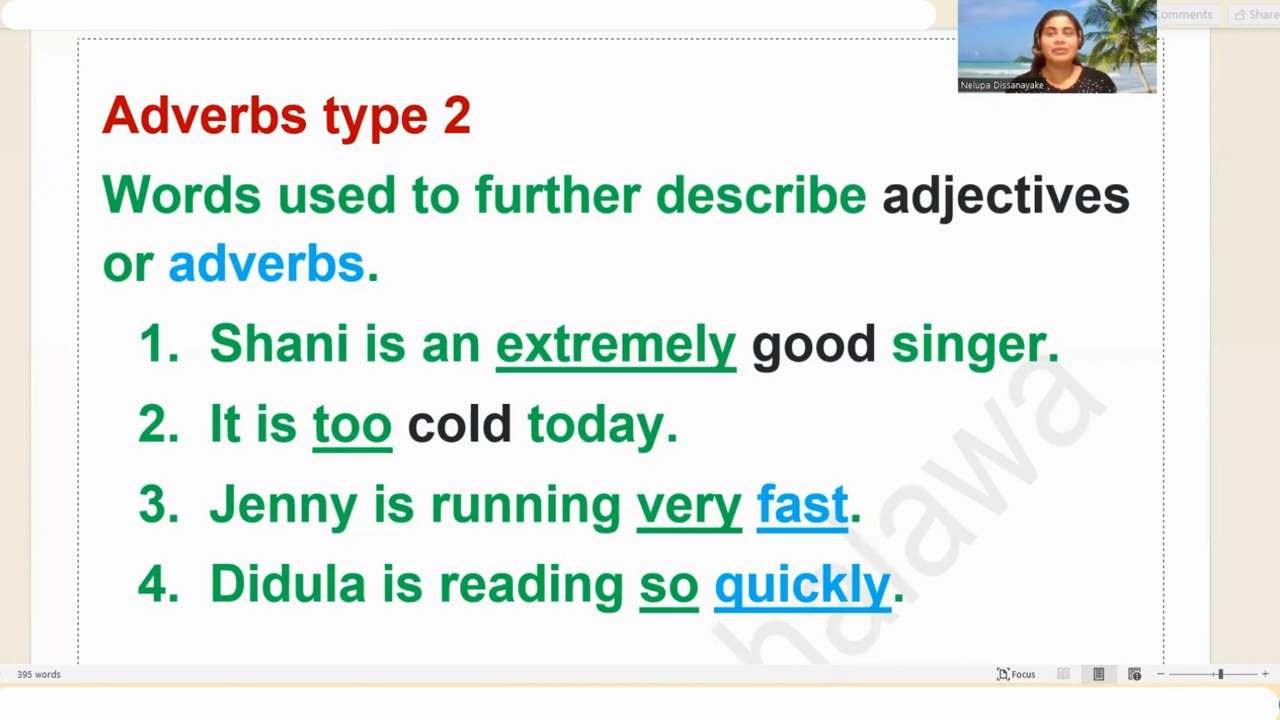 Comments Share
Nelupa Dissanayake
Adverbs type 2
Words used to further describe adjectives
or adverbs.
1. Shani is an extremely good singer.
2. It is too cold today.
3. Jenny is running very fast.
4. Didula is reading so quickly.
halawa
395 words
Focus